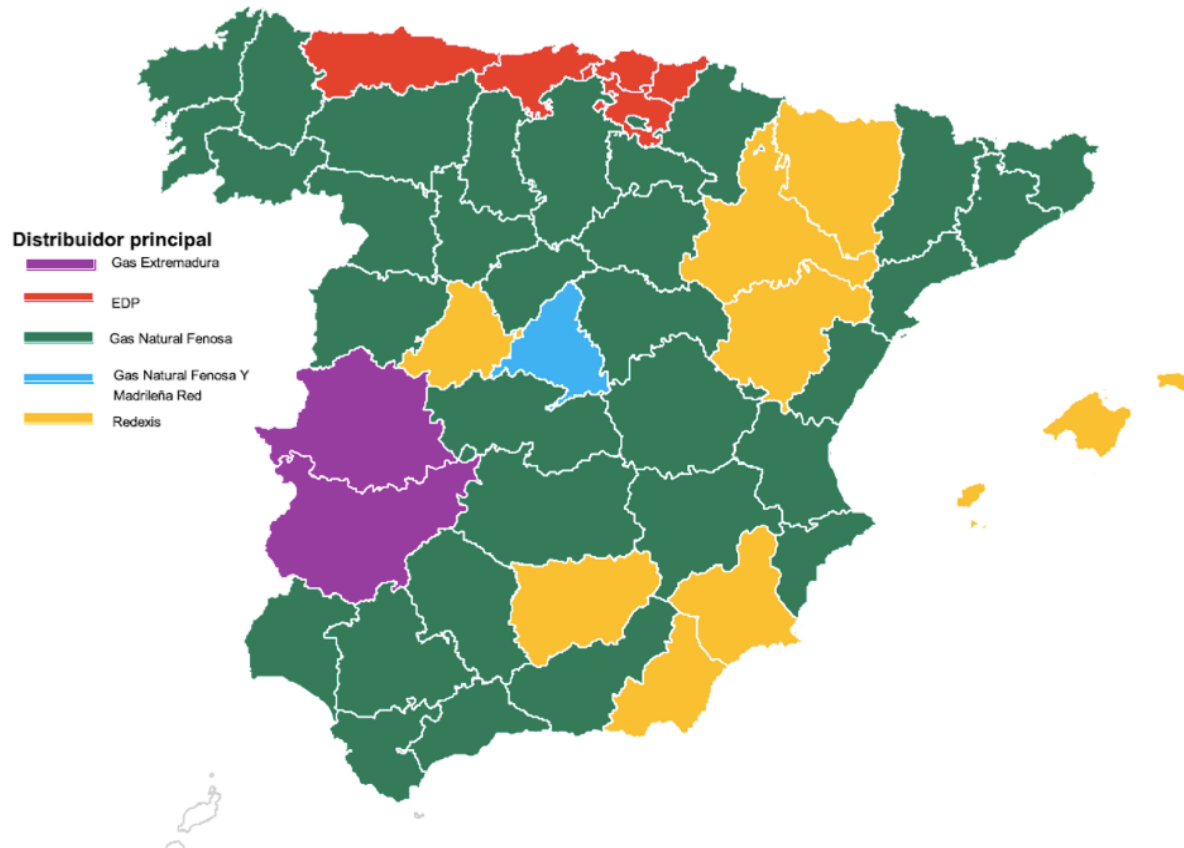 Distribuidor principal
Gas Extremadura
EDP
Gas Natural Fenosa
Gas Natural Fenosa Y
Madrileña Red
Redexis